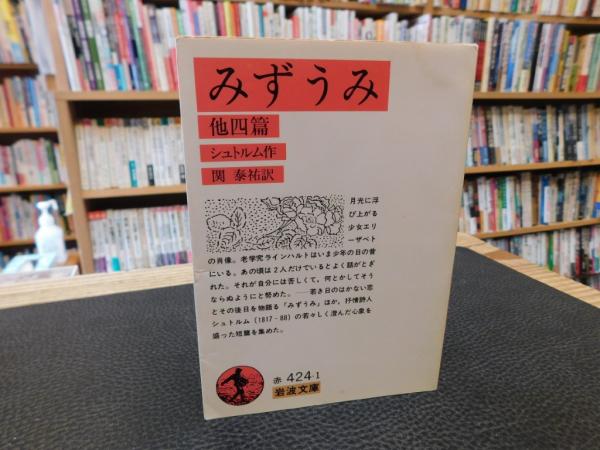 みずうみ
他四篇
シュトルム作
関 泰祐訳
月光に浮
び上がる
少女エリ
ーザベト
の肖像。老学究ラインハルトはいま少年の日の昔
にいる。あの頃は2人だけでいるとよく話がとぎ
れた。それが自分には苦しくて、何とかしてそう
ならぬようにと努めた。――若き日のはかない恋
とその後日を物語る「みずうみ」ほか、抒情詩人
シュトルム(1817-88)の若々しく澄んだ心象を
盛った短篇を集めた。
赤 424-1
岩波文庫